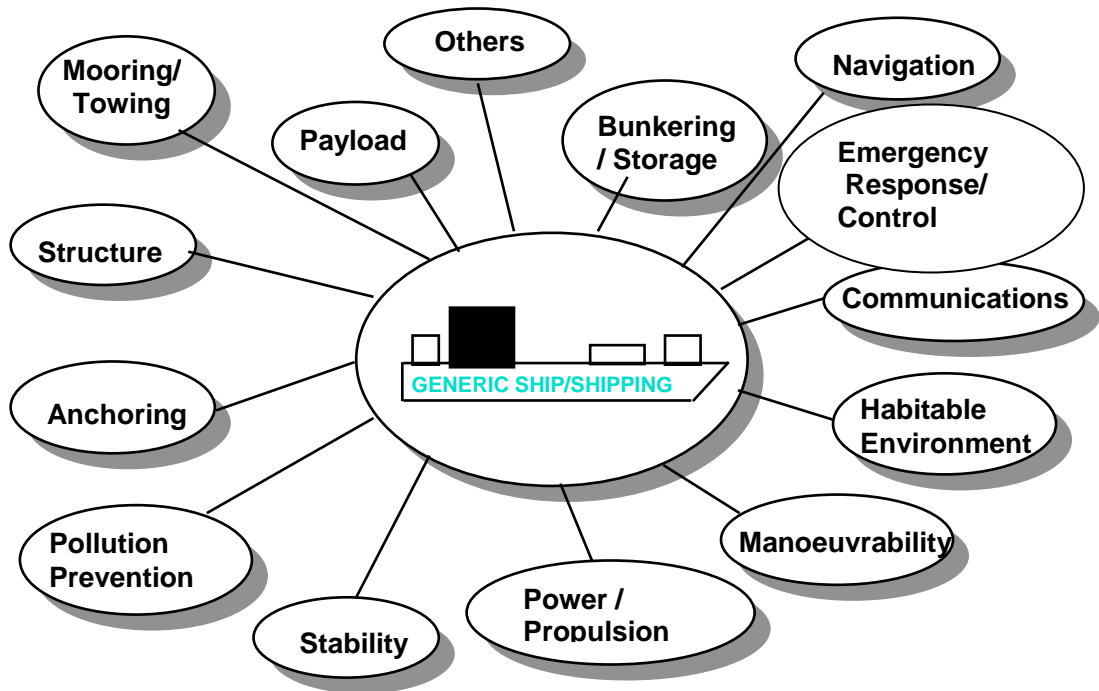 Others
Mooring/
Towing
Navigation
Payload
Bunkering
/ Storage
Emergency
Response/
Control
Structure
Communications
GENERIC SHIP/SHIPPING
Anchoring
Habitable
Environment
Pollution
Prevention
Manoeuvrability
Power /
Propulsion
Stability